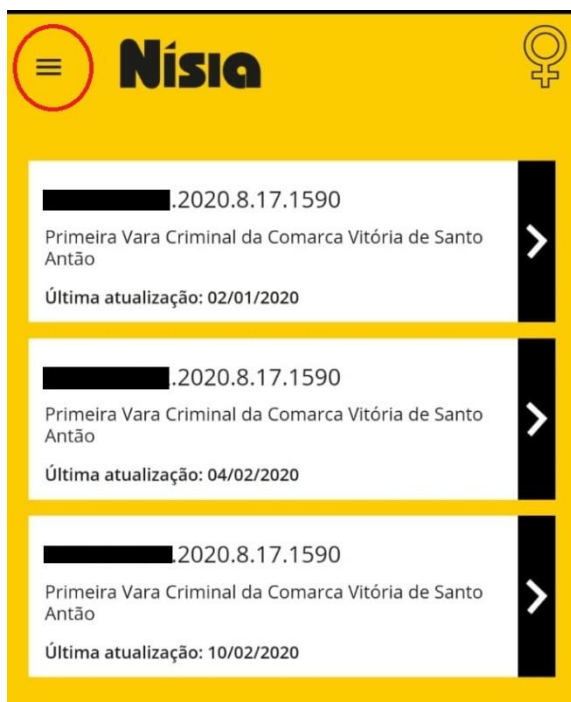 Nísia
.2020.8.17.1590
Primeira Vara Criminal da Comarca Vitória de Santo
Antão
Última atualização: 02/01/2020
.2020.8.17.1590
Primeira Vara Criminal da Comarca Vitória de Santo
Antão
Última atualização: 04/02/2020
.2020.8.17.1590
Primeira Vara Criminal da Comarca Vitória de Santo
Antão
Última atualização: 10/02/2020